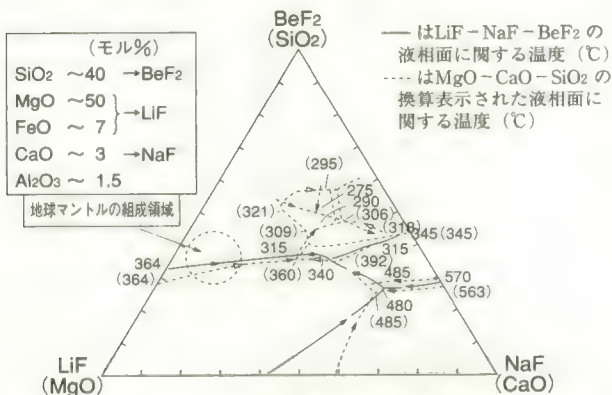 (モル%)
SiO₂ ~40 →BeF₂
MgO ~50
FeO ~ 7
→LiF
CaO ~ 3 →NaF
Al₂O₃ ~ 1.5
地球マントルの組成領域
BeF₂
(SiO₂)
——はLiF−NaF−BeF₂の
液相面に関する温度(℃)
-----はMgO−CaO−SiO₂の
換算表示された液相面に
関する温度(℃)
(295)
275
290
(321)
(306)
(309)
(318)
345(345)
315
315
364
(364)
(360)
340
(392)
485
570
(563)
480
(485)
LiF
(MgO)
NaF
(CaO)